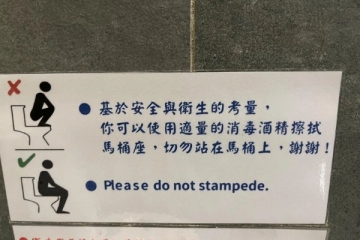 基於安全與衛生的考量，
你可以使用適量的消毒酒精擦拭
馬桶座，切勿站在馬桶上，謝謝！
Please do not stampede.